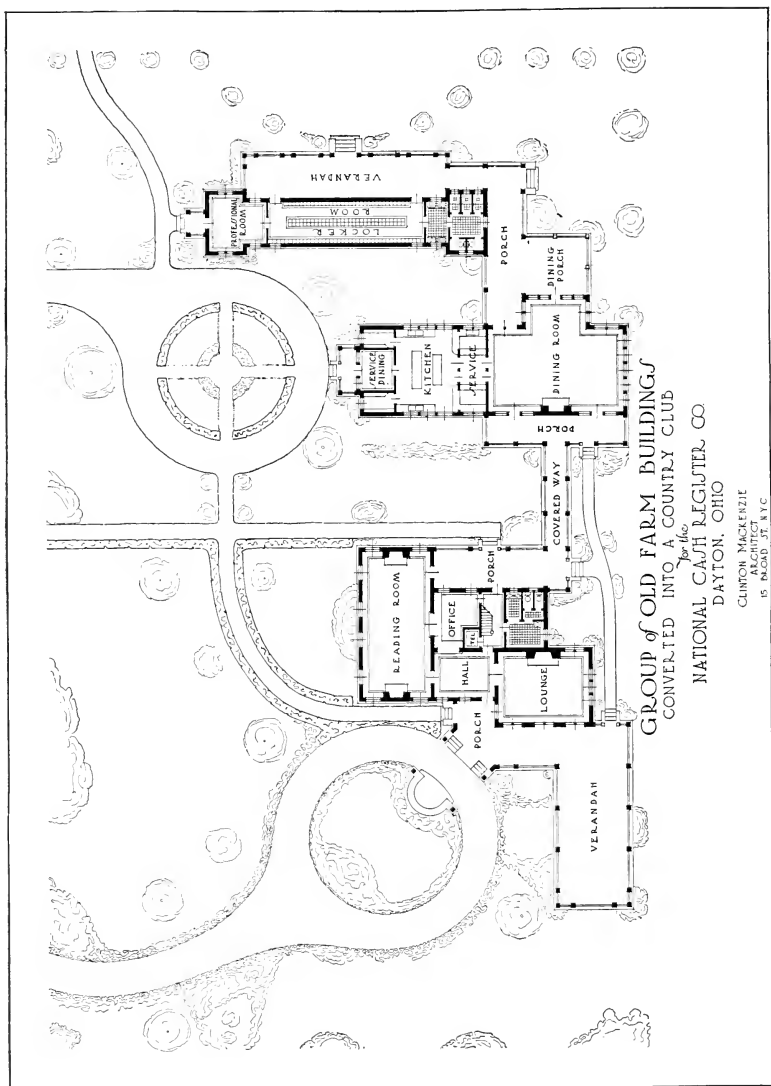 READING ROOM
OFFICE
TEL
HALL
LOUNGE
PORCH
PORCH
VERANDAH
COVERED WAY
PORCH
SERVICE
DINING
KITCHEN
SERVICE
DINING ROOM
DINING
PORCH
PORCH
PROFESSIONAL
ROOM
LOCKER
ROOM
VERANDAH
GROUP of OLD FARM BUILDINGS
CONVERTED INTO A COUNTRY CLUB
for the
NATIONAL CASH REGISTER CO.
DAYTON, OHIO
CLINTON MACKENZIE
ARCHITECT
15 BROAD ST. N Y C